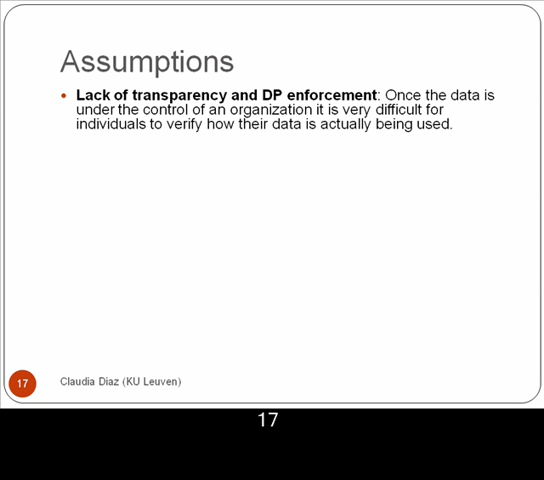 Assumptions
• Lack of transparency and DP enforcement: Once the data is
under the control of an organization it is very difficult for
individuals to verify how their data is actually being used.
17
Claudia Diaz (KU Leuven)
17